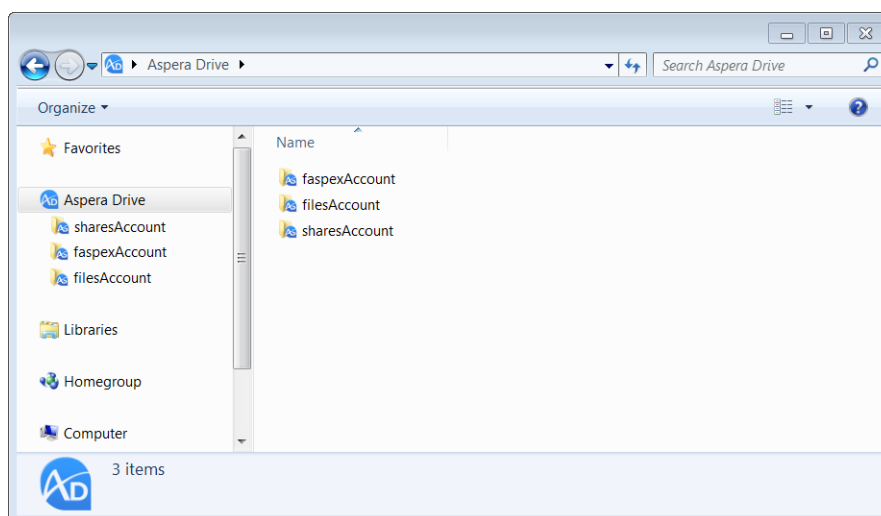 Aspera Drive
Search Aspera Drive
Organize
Favorites
Aspera Drive
sharesAccount
faspexAccount
filesAccount
Libraries
Homegroup
Computer
Name
faspexAccount
filesAccount
sharesAccount
AD
3 items